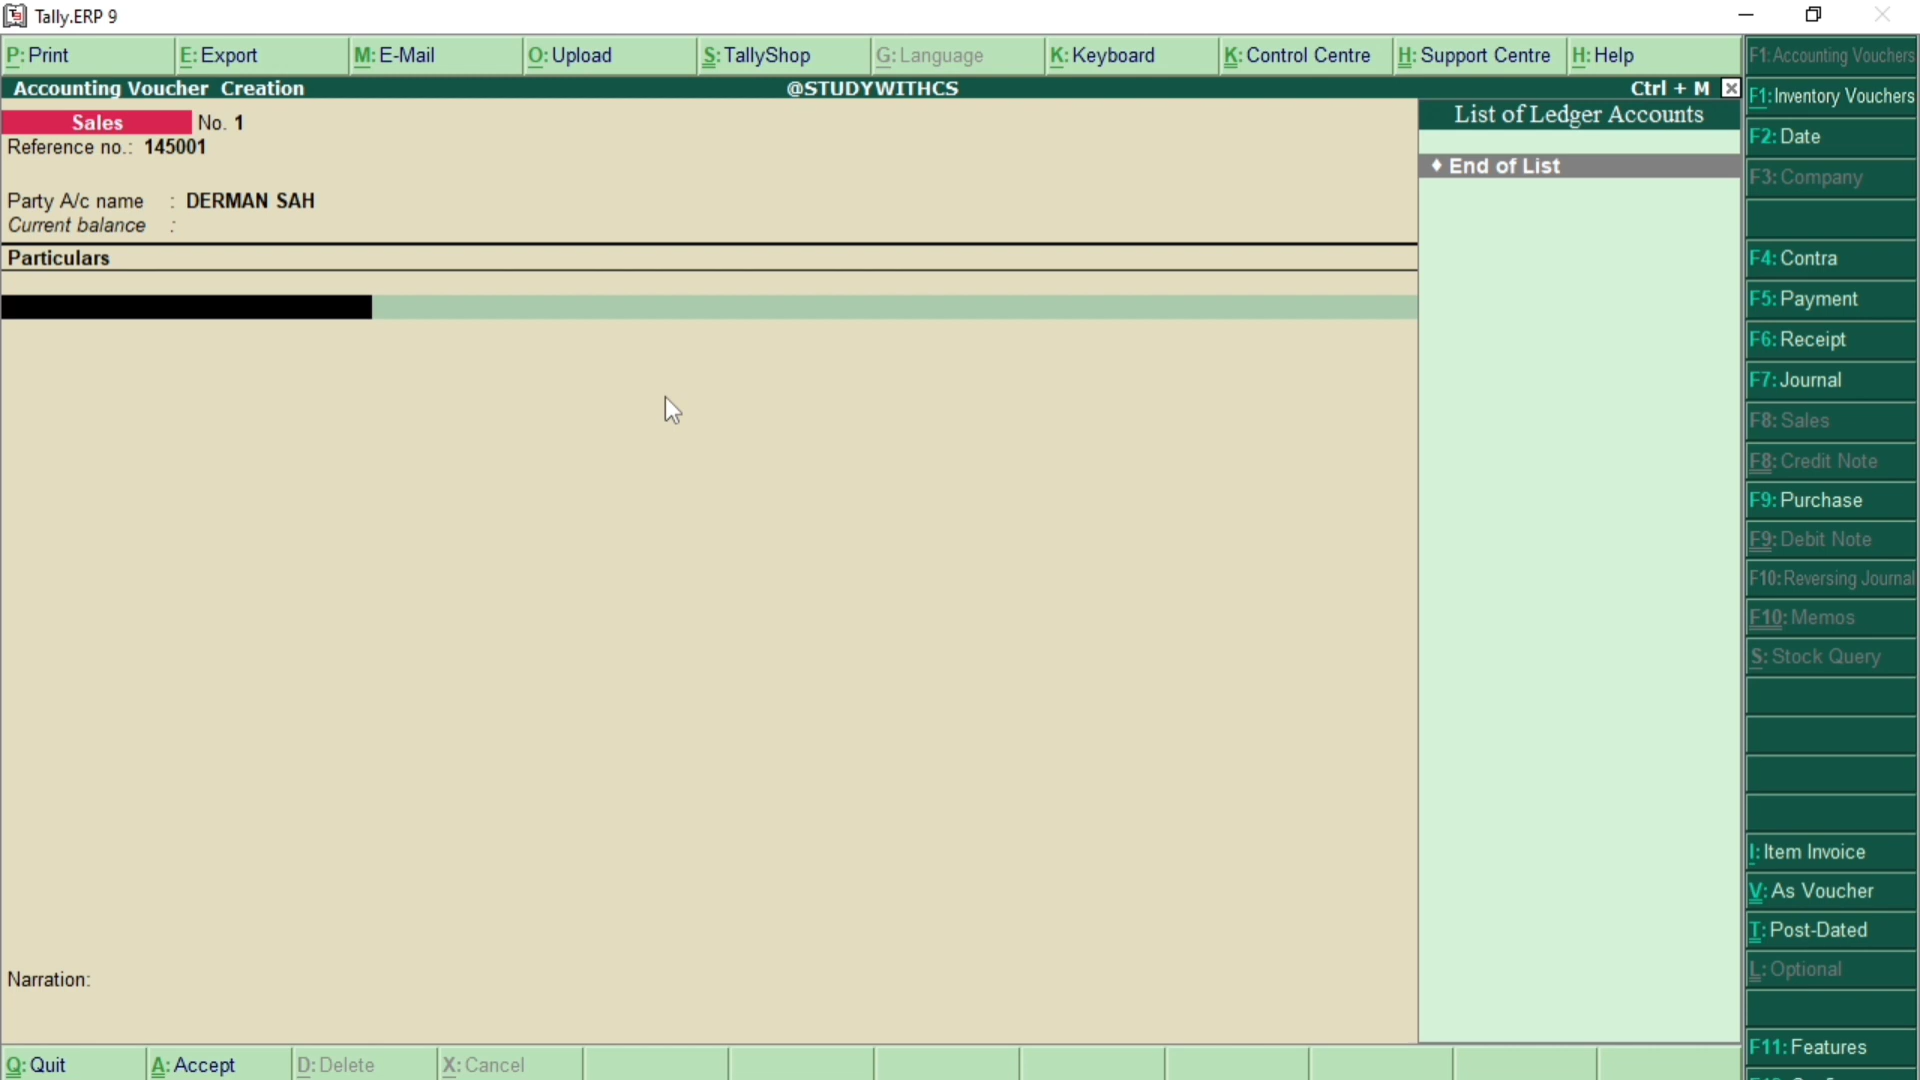 Tally.ERP 9
P: Print E: Export M: E-Mail O: Upload S: TallyShop G: Language K: Keyboard K: Control Centre H: Support Centre H: Help
Accounting Voucher Creation @STUDYWITHCS Ctrl + M
Sales No. 1
Reference no.: 145001
Party A/c name : DERMAN SAH
Current balance :
Particulars
Narration:
List of Ledger Accounts
♦ End of List
F1: Accounting Vouchers
F1: Inventory Vouchers
F2: Date
F3: Company
F4: Contra
F5: Payment
F6: Receipt
F7: Journal
F8: Sales
F8: Credit Note
F9: Purchase
F9: Debit Note
F10: Reversing Journal
F10: Memos
S: Stock Query
I: Item Invoice
V: As Voucher
T: Post-Dated
L: Optional
F11: Features
Q: Quit A: Accept D: Delete X: Cancel